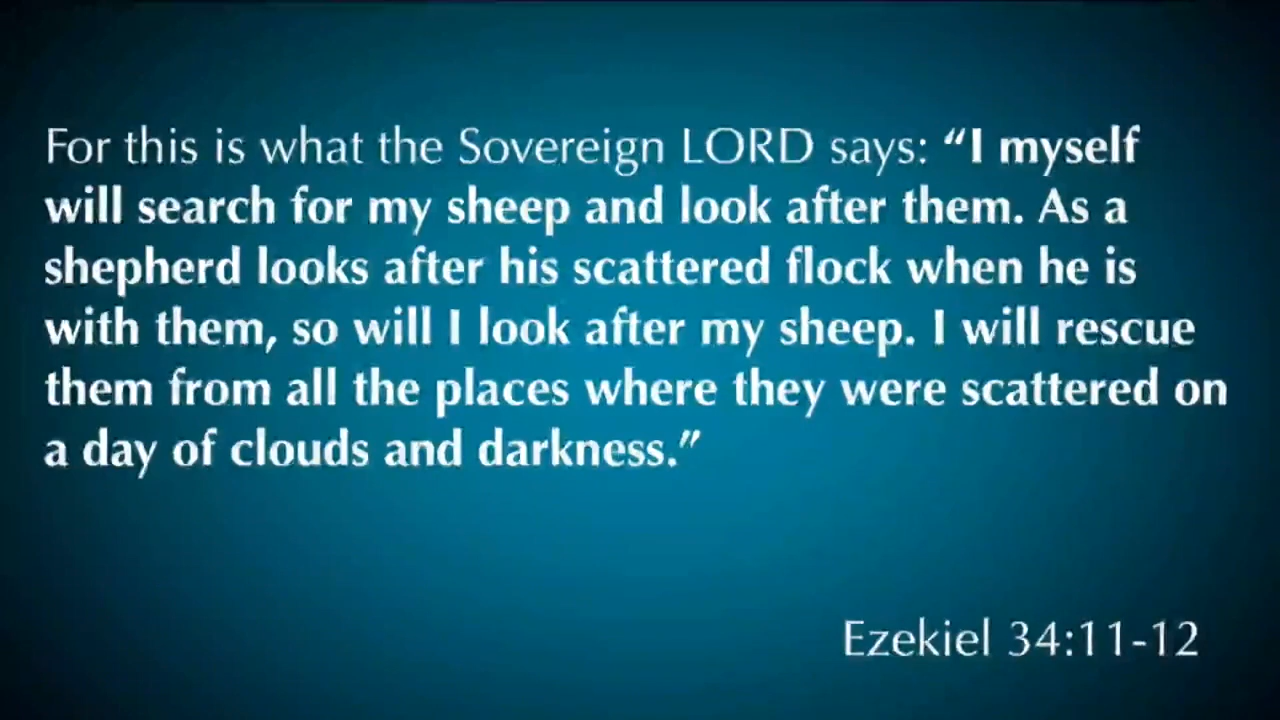 For this is what the Sovereign LORD says: “I myself
will search for my sheep and look after them. As a
shepherd looks after his scattered flock when he is
with them, so will I look after my sheep. I will rescue
them from all the places where they were scattered on
a day of clouds and darkness.”
Ezekiel 34:11-12